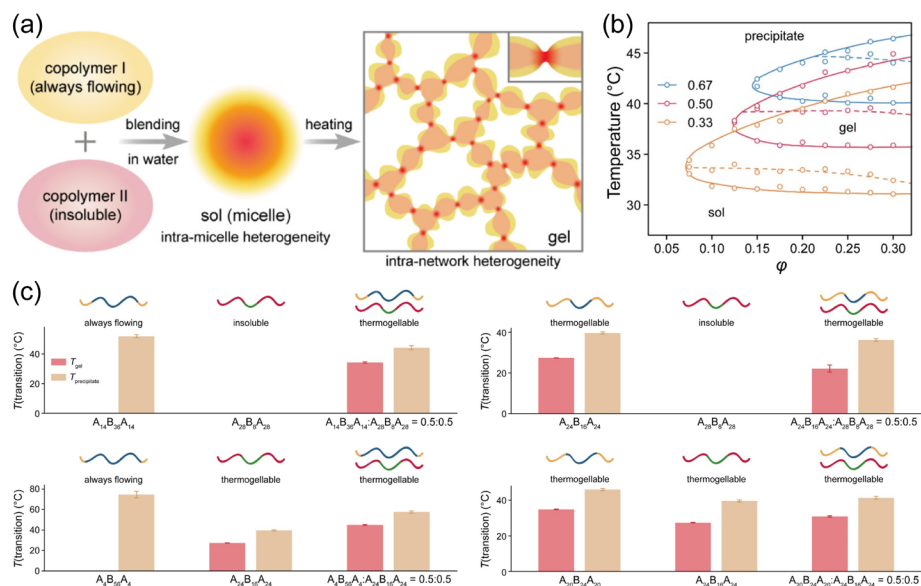 (a)
copolymer I
(always flowing)
+
copolymer II
(insoluble)
blending
in water
sol (micelle)
intra-micelle heterogeneity
heating
gel
intra-network heterogeneity
(b)
Temperature (°C)
45
40
35
30
precipitate
0.67
0.50
0.33
gel
sol
0.05 0.10 0.15 0.20 0.25 0.30
φ
(c)
always flowing insoluble thermogellable
T(transition) (°C)
40
20
0
T_gel
T_precipitate
A₁₄B₃₆A₁₄ A₂₈B₈A₂₈ A₁₄B₃₆A₁₄:A₂₈B₈A₂₈ = 0.5:0.5
thermogellable insoluble thermogellable
T(transition) (°C)
40
20
0
A₂₄B₁₆A₂₄ A₂₈B₈A₂₈ A₂₄B₁₆A₂₄:A₂₈B₈A₂₈ = 0.5:0.5
always flowing thermogellable thermogellable
T(transition) (°C)
80
60
40
20
0
A₄B₅₆A₄ A₂₄B₁₆A₂₄ A₄B₅₆A₄:A₂₄B₁₆A₂₄ = 0.5:0.5
thermogellable thermogellable thermogellable
T(transition) (°C)
40
20
0
A₂₀B₂₄A₂₀ A₂₄B₁₆A₂₄ A₂₀B₂₄A₂₀:A₂₄B₁₆A₂₄ = 0.5:0.5